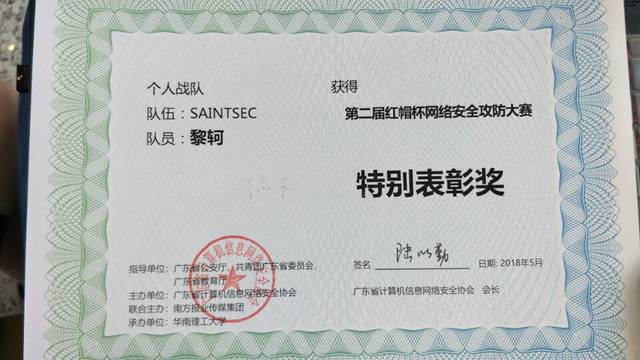 个人战队
队伍：SAINTSEC
队员：黎轲
获得
第二届红帽杯网络安全攻防大赛
特别表彰奖
指导单位：广东省公安厅、共青团广东省委员会、
广东省教育厅
主办单位：广东省计算机信息网络安全协会
联合主办：南方报业传媒集团
承办单位：华南理工大学
签名 陆以勤 日期：2018年5月
广东省计算机信息网络安全协会 会长